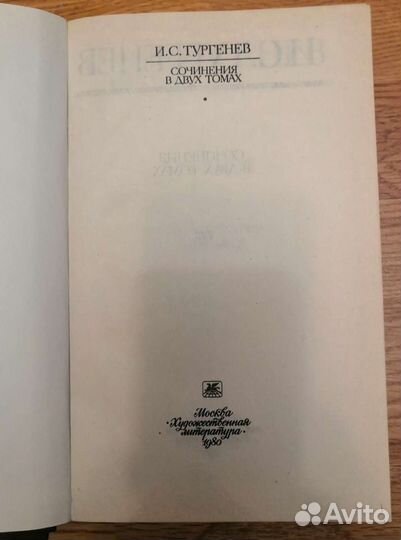 И.С.ТУРГЕНЕВ
СОЧИНЕНИЯ
В ДВУХ ТОМАХ
Москва
·Художественная
литература·
1980
Avito